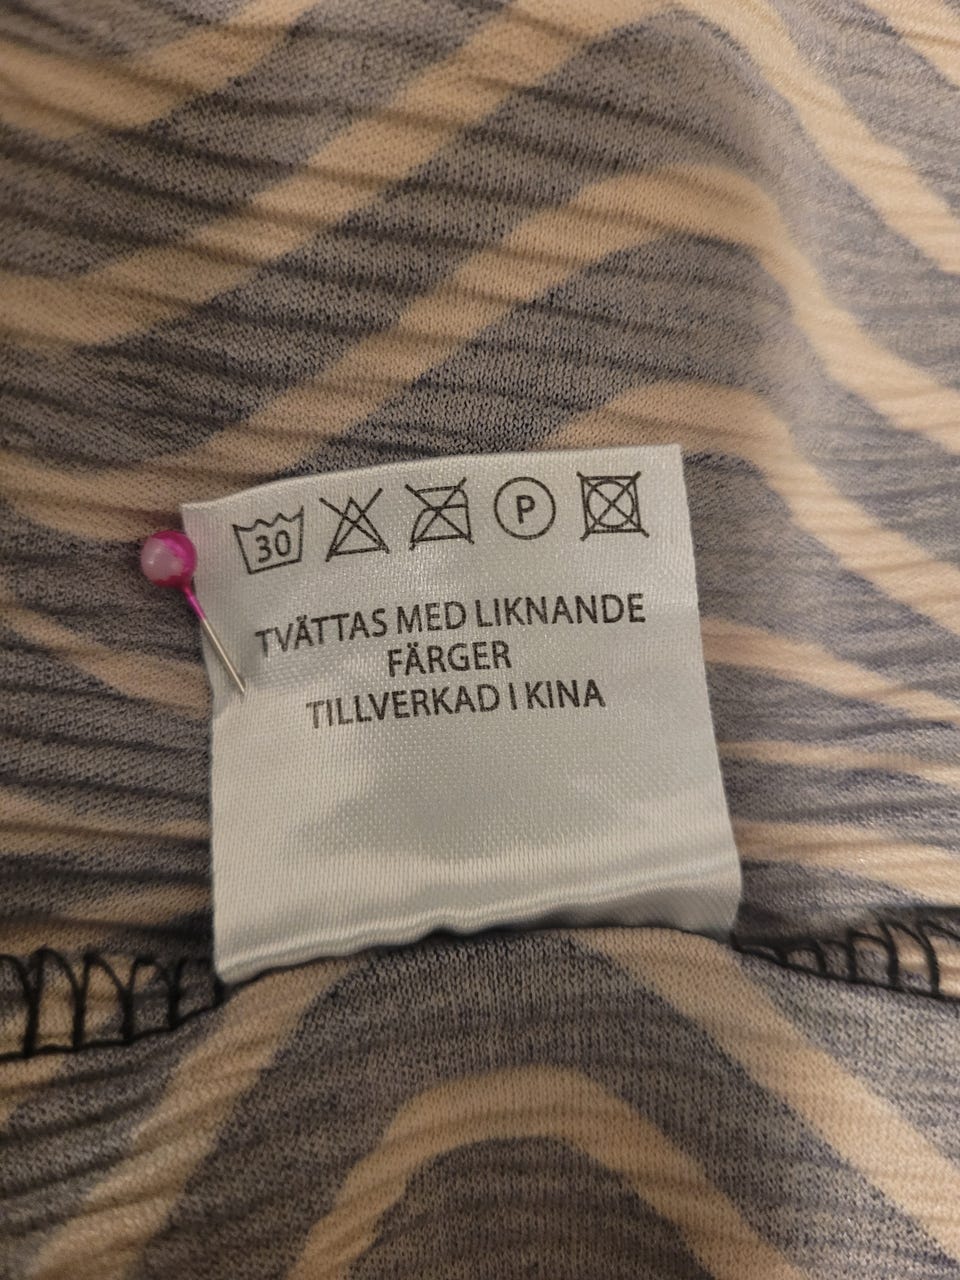 30 P
TVÄTTAS MED LIKNANDE
FÄRGER
TILLVERKAD I KINA